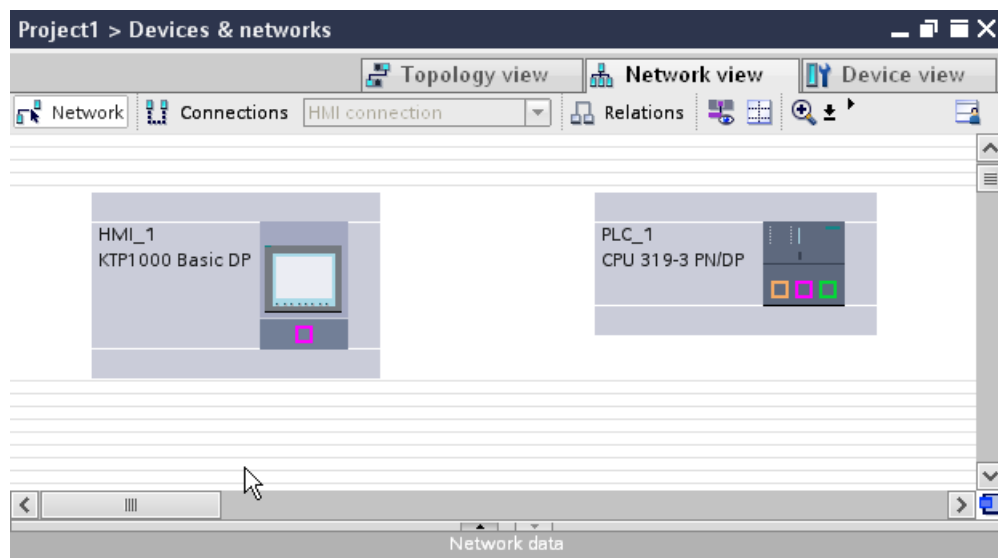 Project1 > Devices & networks
Topology view Network view Device view
Network Connections HMI connection Relations
HMI_1
KTP1000 Basic DP
PLC_1
CPU 319-3 PN/DP
Network data